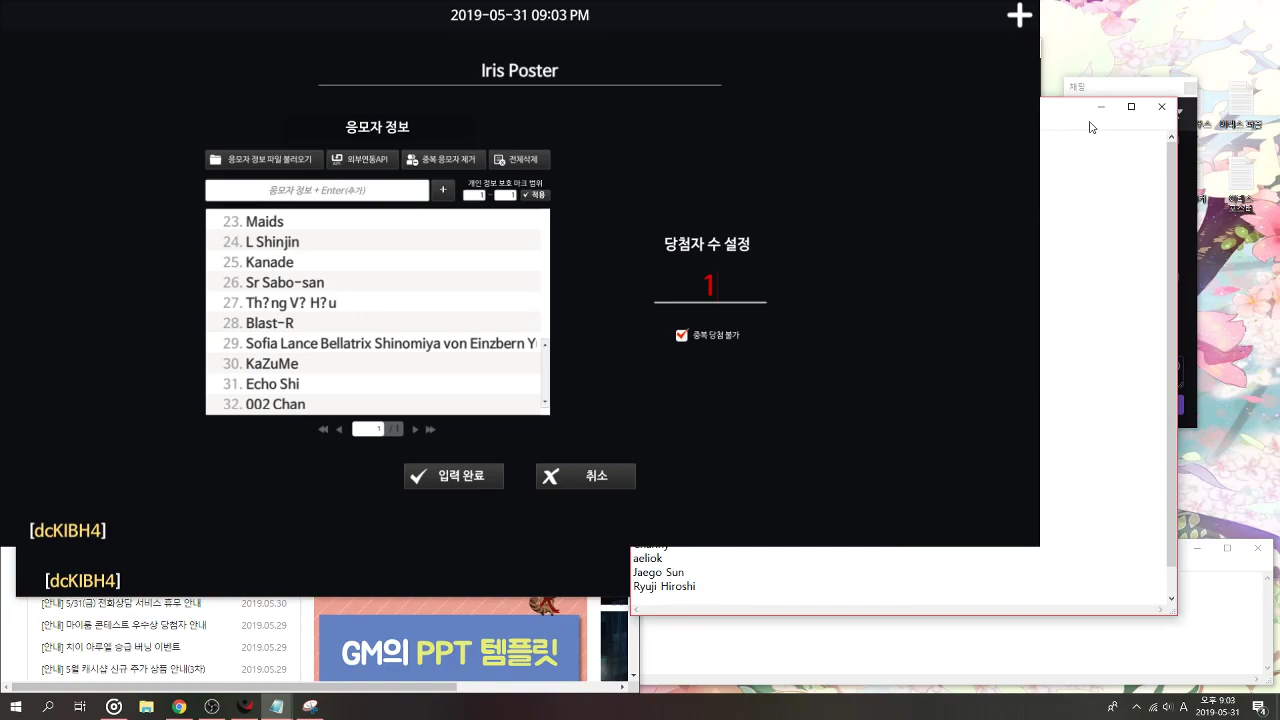 2019-05-31 09:03 PM
Iris Poster
응모자 정보
응모자 정보 파일 불러오기
외부연동API
중복 응모자 제거
전체삭제
응모자 정보 + Enter(추가)
+
개인 정보 보호 마크 범위
1
1
적용
23. Maids
24. L Shinjin
25. Kanade
26. Sr Sabo-san
27. Th?ng V? H?u
28. Blast-R
29. Sofia Lance Bellatrix Shinomiya von Einzbern
30. KaZuMe
31. Echo Shi
32. 002 Chan
1 / 1
당첨자 수 설정
1
중복 당첨 불가
입력 완료
취소
[dcKIBH4]
[dcKIBH4]
채팅
aeliok
Jaego Sun
Ryuji Hiroshi
[안내] 5/31(금) 전화상담 서비스 휴무 안내 2019.05.30
[안내] 마이룸 콘테스트 우수상 당첨자 안내 2019.05.29
[안내] 치이 아루엘 승급 버닝 이벤트 2019.05.29
[안내] 5월 캐시샵 신규 추가 상품 안내(3차) 2019.05.29
GM의 PPT 템플릿
오후 9:03
2019-05-31